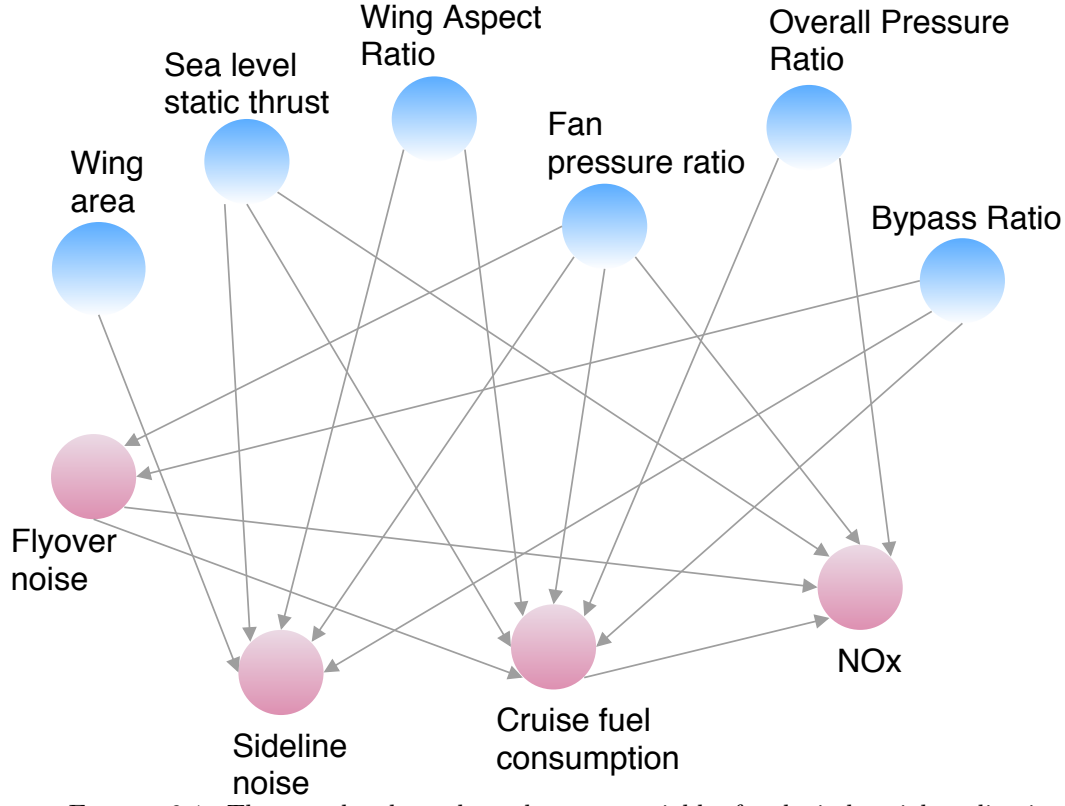 Wing Aspect
Ratio
Overall Pressure
Ratio
Sea level
static thrust
Fan
pressure ratio
Wing
area
Bypass Ratio
Flyover
noise
NOx
Cruise fuel
consumption
Sideline
noise